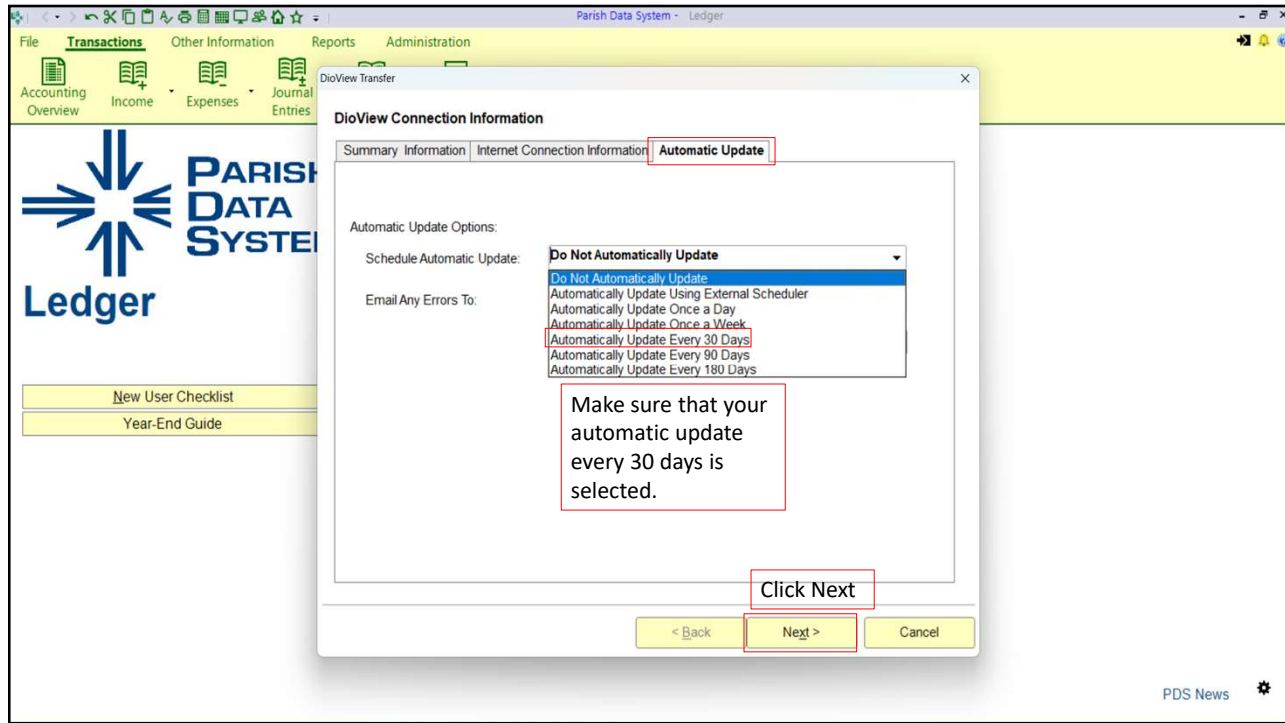 Parish Data System - Ledger
File Transactions Other Information Reports Administration
Accounting Overview
Income
Expenses
Journal Entries
PARISH
DATA
SYSTE
Ledger
New User Checklist
Year-End Guide
DioView Transfer
DioView Connection Information
Summary Information Internet Connection Information Automatic Update
Automatic Update Options:
Schedule Automatic Update: Do Not Automatically Update
Do Not Automatically Update
Automatically Update Using External Scheduler
Automatically Update Once a Day
Automatically Update Once a Week
Automatically Update Every 30 Days
Automatically Update Every 90 Days
Automatically Update Every 180 Days
Email Any Errors To:
Make sure that your
automatic update
every 30 days is
selected.
Click Next
< Back Next > Cancel
PDS News